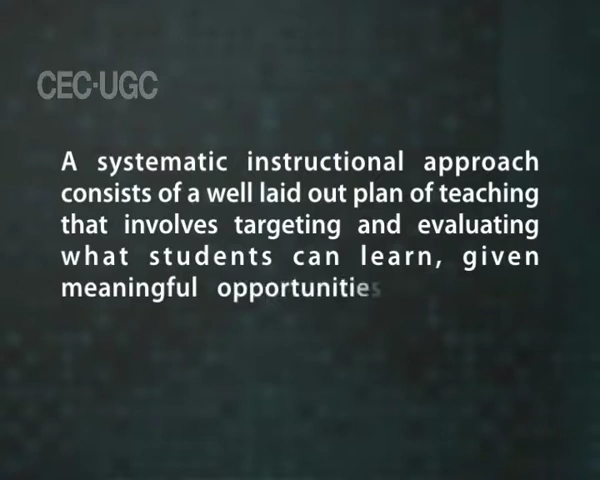 CEC-UGC
A systematic instructional approach
consists of a well laid out plan of teaching
that involves targeting and evaluating
what students can learn, given
meaningful opportunities